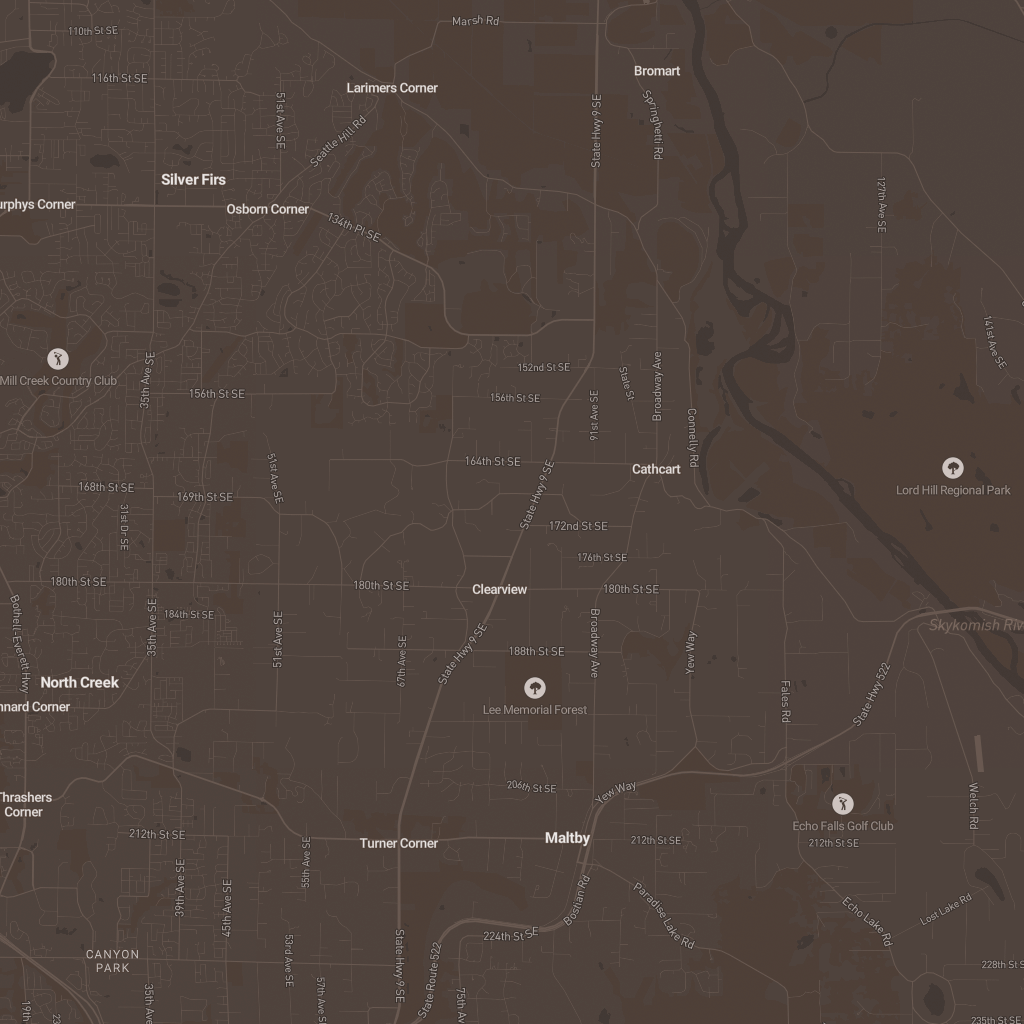 Marsh Rd
110th St SE
116th St SE
Larimers Corner
Bromart
51st Ave SE
Seattle Hill Rd
State Hwy 9 SE
Springhetti Rd
Silver Firs
urphys Corner
Osborn Corner
134th Pl SE
127th Ave SE
141st Ave SE
Mill Creek Country Club
35th Ave SE
152nd St SE
156th St SE
156th St SE
State St
Broadway Ave
91st Ave SE
Connelly Rd
164th St SE
Cathcart
Lord Hill Regional Park
51st Ave SE
168th St SE
169th St SE
State Hwy 9 SE
31st Dr SE
172nd St SE
176th St SE
180th St SE
180th St SE
Clearview
180th St SE
Bothell-Everett Hwy
35th Ave SE
184th St SE
51st Ave SE
67th Ave SE
State Hwy 9 SE
188th St SE
Broadway Ave
Yew Way
Skykomish Riv
State Hwy 522
North Creek
nnard Corner
Lee Memorial Forest
Fales Rd
206th St SE
Yew Way
Thrashers
Corner
Echo Falls Golf Club
Welch Rd
212th St SE
Turner Corner
Maltby
212th St SE
212th St SE
55th Ave SE
39th Ave SE
45th Ave SE
Bostian Rd
Paradise Lake Rd
Echo Lake Rd
Lost Lake Rd
224th St SE
CANYON
PARK
53rd Ave SE
State Hwy 9 SE
State Route 522
228th St S
35th Av
57th Ave S
75th Av
19th
23
235th St SE